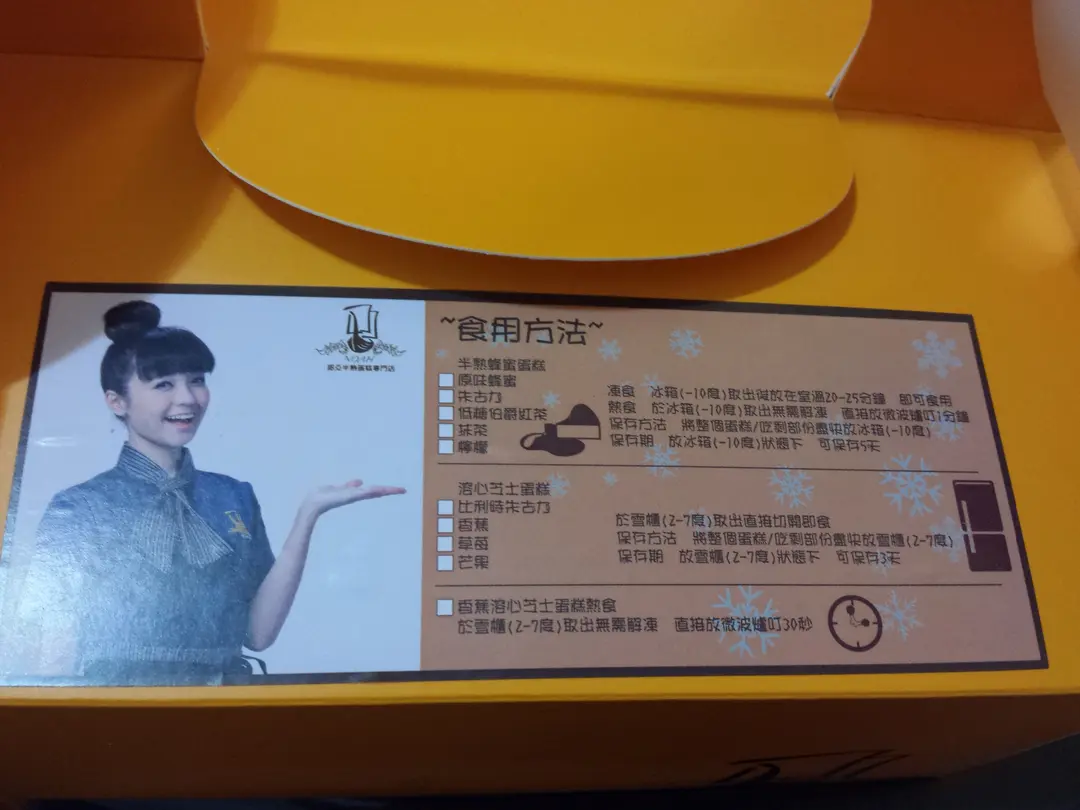 諾亞半熟蛋糕專門店
~食用方法~
半熟蜂蜜蛋糕
原味蜂蜜
朱古力
低糖伯爵紅茶
抹茶
檸檬
凍食 冰箱(-10度)取出後放在室溫20-25分鐘 即可食用
熱食 於冰箱(-10度)取出無需解凍 直接放微波爐叮1分鐘
保存方法 將整個蛋糕/吃剩部份盡快放冰箱(-10度)
保存期 放冰箱(-10度)狀態下 可保存5天
溶心芝士蛋糕
比利時朱古力
香蕉
草莓
芒果
於雪櫃(2-7度)取出直接切開即食
保存方法 將整個蛋糕/吃剩部份盡快放雪櫃(2-7度)
保存期 放雪櫃(2-7度)狀態下 可保存3天
香蕉溶心芝士蛋糕熱食
於雪櫃(2-7度)取出無需解凍 直接放微波爐叮30秒